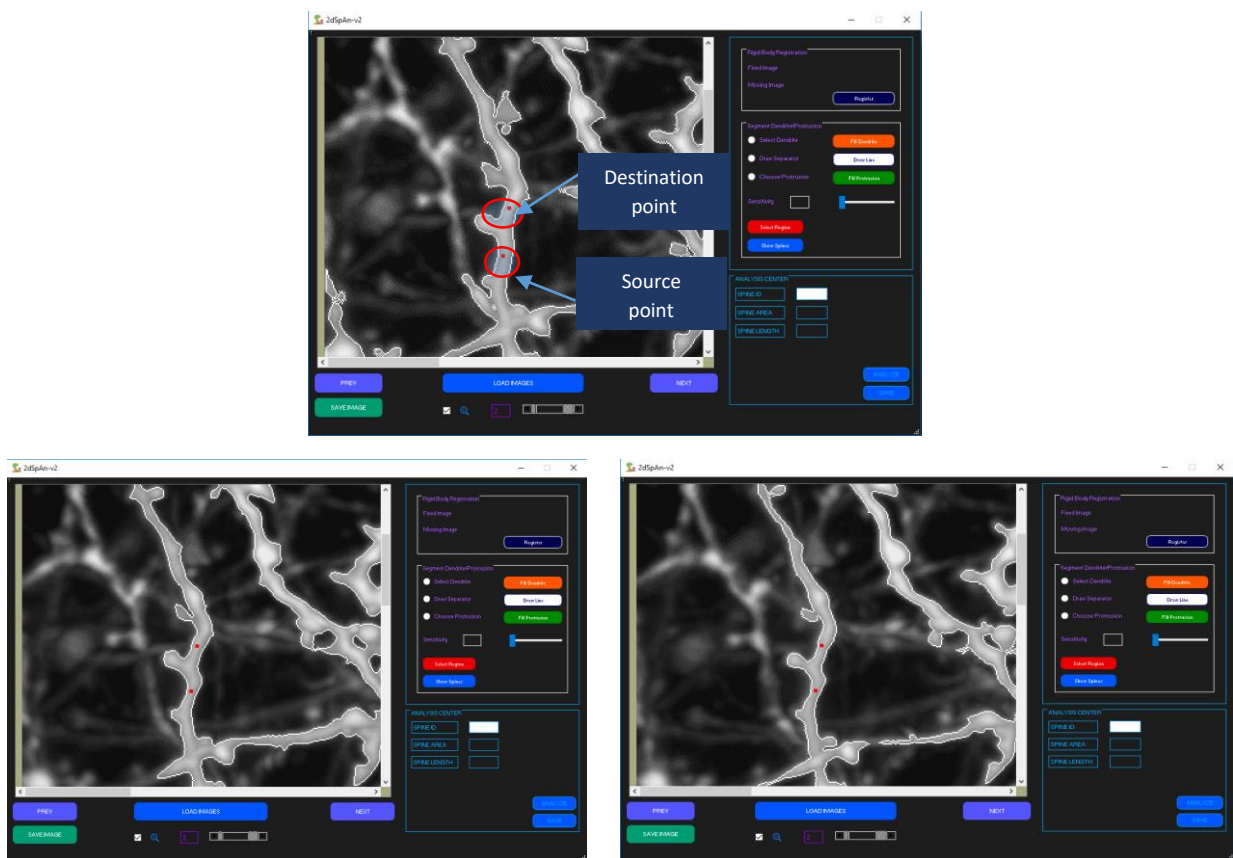 2dSpAn-v2
Rigid Body Registration
Fixed Image
Moving Image
Register
Segment Dendrite/Protrusion
Select Dendrite
Fill Dendrite
Draw Separator
Draw Line
Choose Protrusion
Fill Protrusion
Sensitivity
Select Region
Show Spines
Destination
point
Source
point
ANALYSIS CENTER
SPINE ID
SPINE AREA
SPINE LENGTH
ANALYZE
SAVE
PREV
LOAD IMAGES
NEXT
SAVE IMAGE
2
2dSpAn-v2
Rigid Body Registration
Fixed Image
Moving Image
Register
Segment Dendrite/Protrusion
Select Dendrite
Fill Dendrite
Draw Separator
Draw Line
Choose Protrusion
Fill Protrusion
Sensitivity
Select Region
Show Spines
ANALYSIS CENTER
SPINE ID
SPINE AREA
SPINE LENGTH
ANALYZE
SAVE
PREV
LOAD IMAGES
NEXT
SAVE IMAGE
2
2dSpAn-v2
Rigid Body Registration
Fixed Image
Moving Image
Register
Segment Dendrite/Protrusion
Select Dendrite
Fill Dendrite
Draw Separator
Draw Line
Choose Protrusion
Fill Protrusion
Sensitivity
Select Region
Show Spines
ANALYSIS CENTER
SPINE ID
SPINE AREA
SPINE LENGTH
ANALYZE
SAVE
PREV
LOAD IMAGES
NEXT
SAVE IMAGE
2